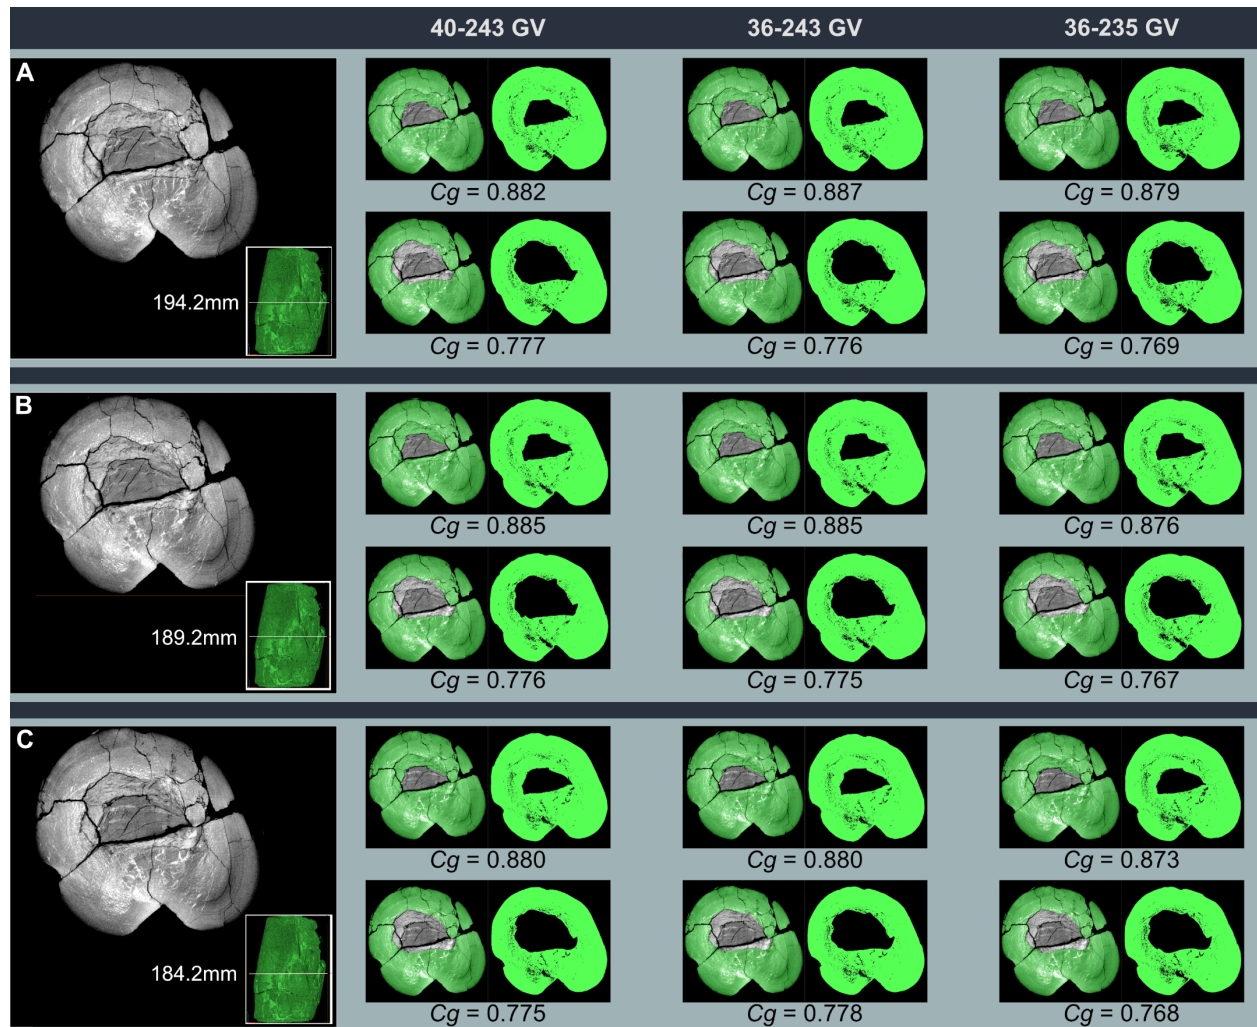 40-243 GV 36-243 GV 36-235 GV
A
Cg = 0.882 Cg = 0.887 Cg = 0.879
194.2mm
Cg = 0.777 Cg = 0.776 Cg = 0.769
B
Cg = 0.885 Cg = 0.885 Cg = 0.876
189.2mm
Cg = 0.776 Cg = 0.775 Cg = 0.767
C
Cg = 0.880 Cg = 0.880 Cg = 0.873
184.2mm
Cg = 0.775 Cg = 0.778 Cg = 0.768